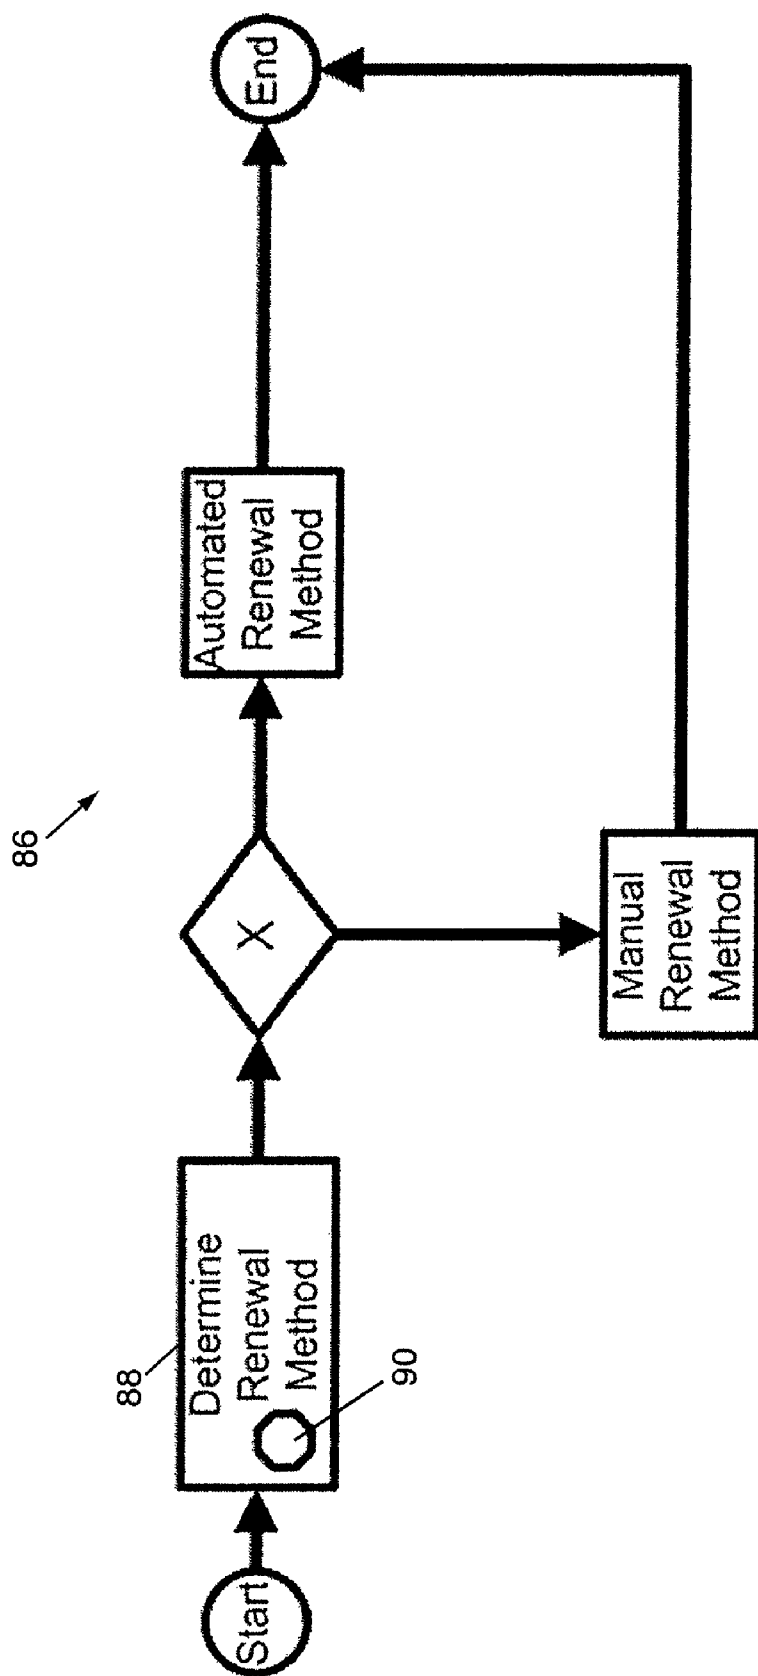 86
Start
88
Determine
Renewal
Method
90
X
Automated
Renewal
Method
Manual
Renewal
Method
End